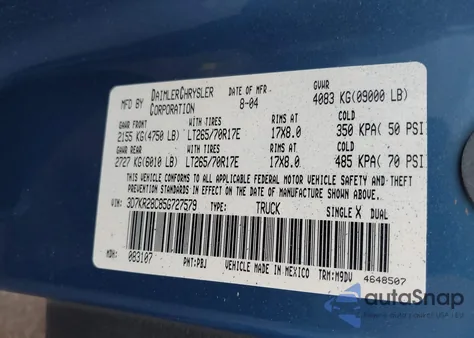 DAIMLERCHRYSLER CORPORATION DATE OF MFR 8-04 GVWR 4083 KG(09000 LB)
GAWR FRONT WITH TIRES RIMS AT COLD
2155 KG(4750 LB) LT265/70R17E 17X8.0 350 KPA( 50 PSI
GAWR REAR WITH TIRES RIMS AT COLD
2727 KG(6010 LB) LT265/70R17E 17X8.0 485 KPA( 70 PSI
THIS VEHICLE CONFORMS TO ALL APPLICABLE FEDERAL MOTOR VEHICLE SAFETY AND THEFT
PREVENTION STANDARDS IN EFFECT ON THE DATE OF MANUFACTURE SHOWN ABOVE.
VIN: 3D7KR28C85G727579 TYPE: TRUCK SINGLE X DUAL
MDH: 083107 PNT:PBJ VEHICLE MADE IN MEXICO TRM:M9DV 4648507
autoSnap